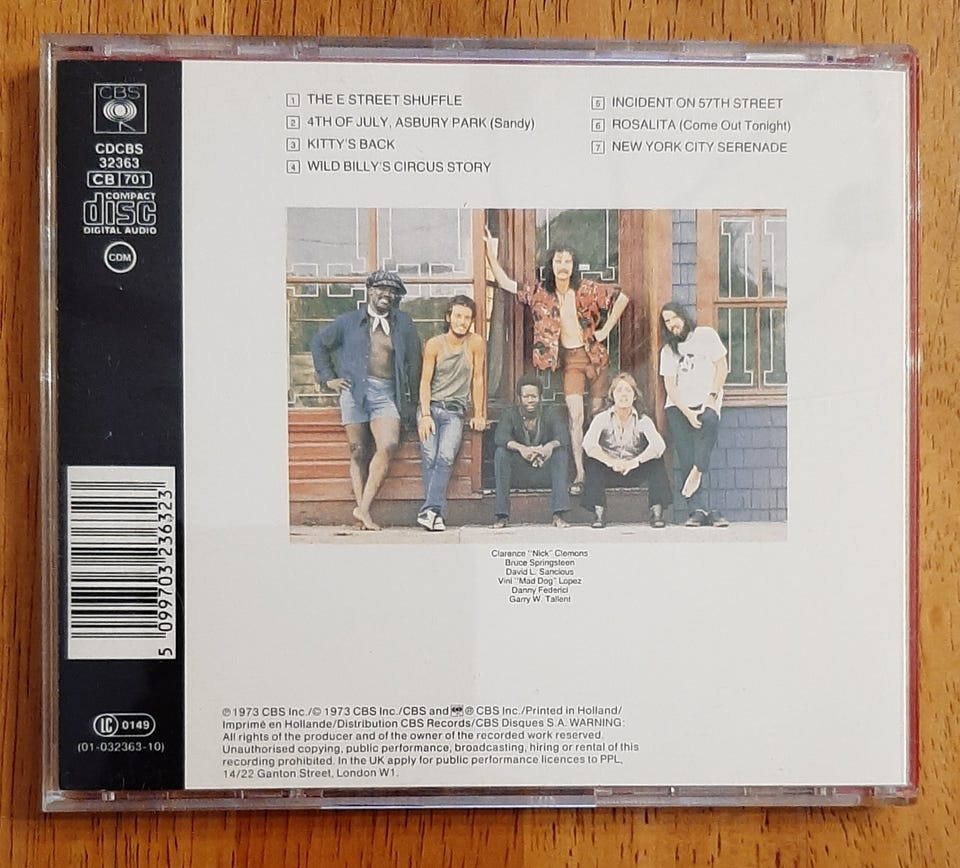 CBS
CDCBS
32363
CB 701
COMPACT
disc
DIGITAL AUDIO
CDM
1 THE E STREET SHUFFLE
2 4TH OF JULY, ASBURY PARK (Sandy)
3 KITTY'S BACK
4 WILD BILLY'S CIRCUS STORY
5 INCIDENT ON 57TH STREET
6 ROSALITA (Come Out Tonight)
7 NEW YORK CITY SERENADE
Clarence "Nick" Clemons
Bruce Springsteen
David L. Sancious
Vini "Mad Dog" Lopez
Danny Federici
Garry W. Tallent
5 099703 236323
LC 0149
(01-032363-10)
℗ 1973 CBS Inc./© 1973 CBS Inc./CBS and ® CBS Inc./Printed in Holland/
Imprimé en Hollande/Distribution CBS Records/CBS Disques S.A. WARNING:
All rights of the producer and of the owner of the recorded work reserved.
Unauthorised copying, public performance, broadcasting, hiring or rental of this
recording prohibited. In the UK apply for public performance licences to PPL,
14/22 Ganton Street, London W1.